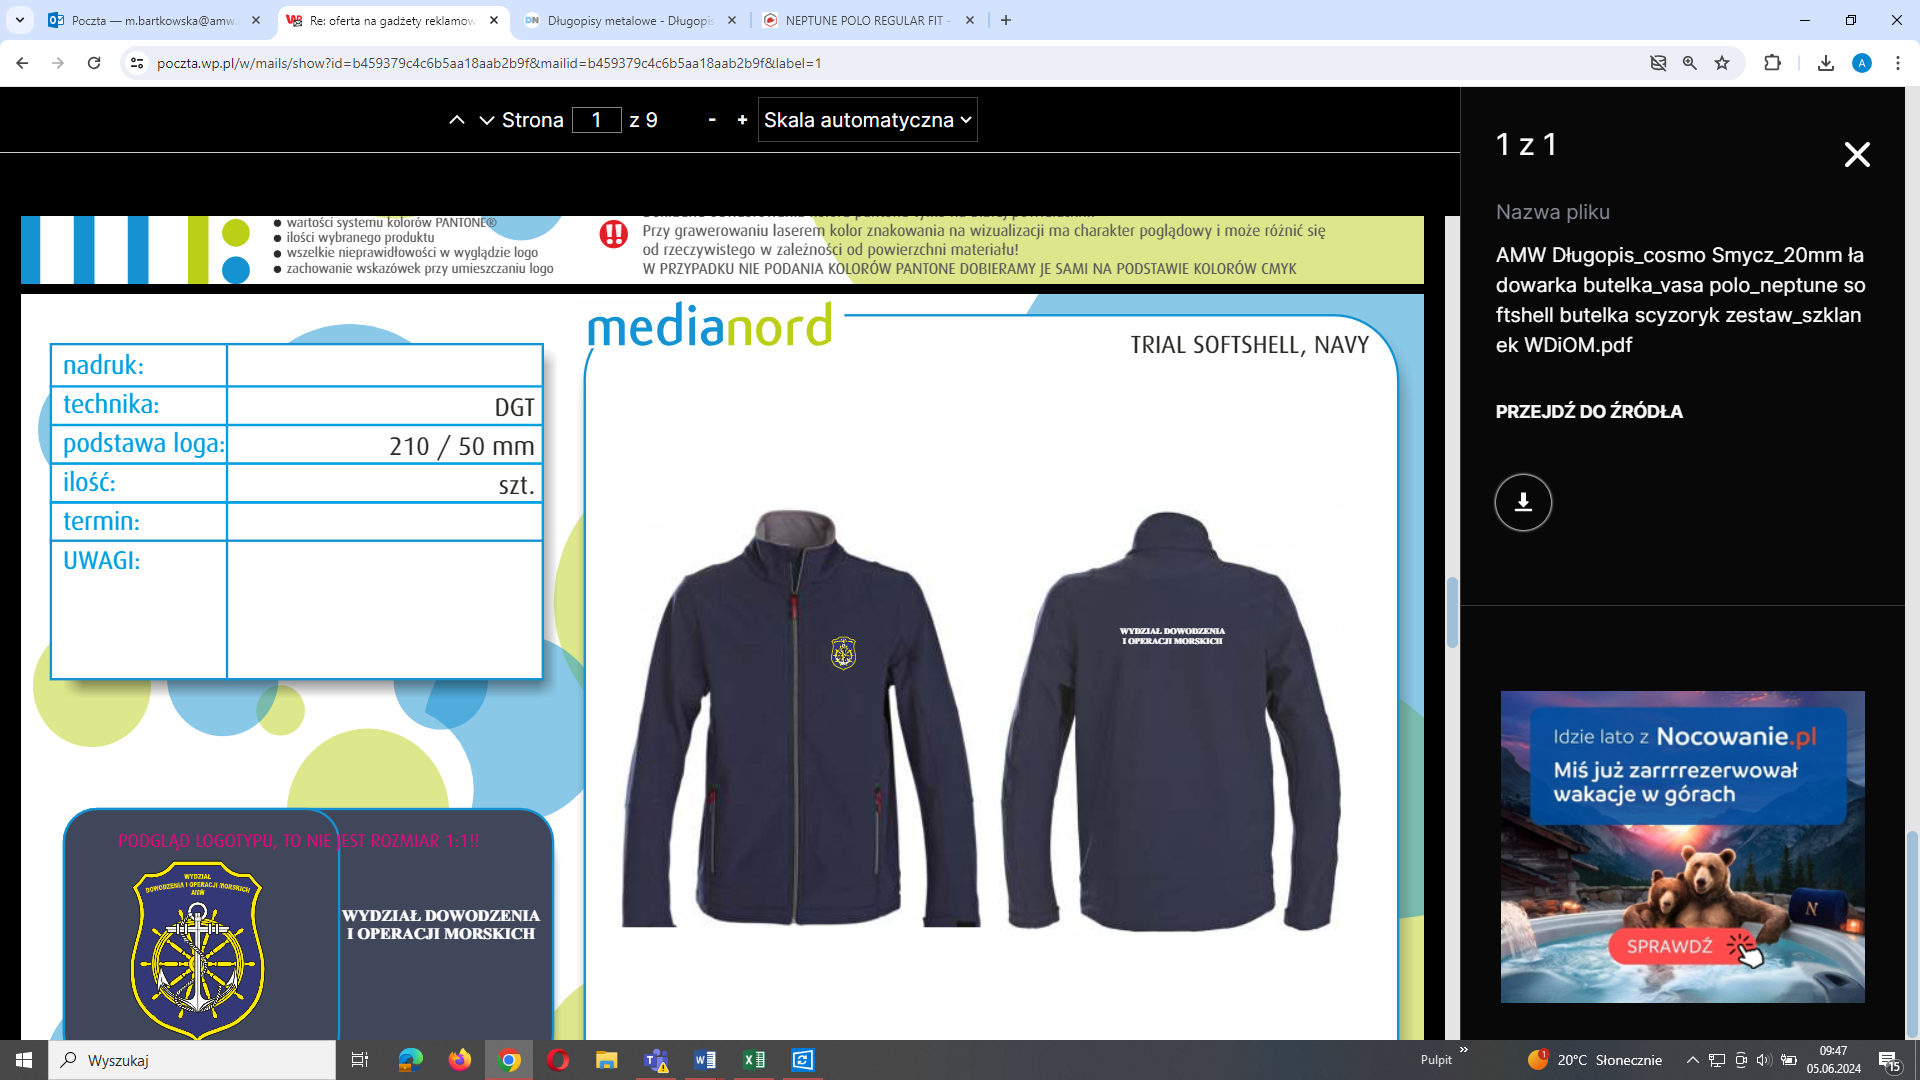 Poczta — m.bartkowska@amw.
Re: oferta na gadżety reklamow
Długopisy metalowe - Długopis
NEPTUNE POLO REGULAR FIT -
poczta.wp.pl/w/mails/show?id=b459379c4c6b5aa18aab2b9f&mailid=b459379c4c6b5aa18aab2b9f&label=1
A
Strona 1 z 9 - + Skala automatyczna
1 z 1
Nazwa pliku
AMW Długopis_cosmo Smycz_20mm ła
dowarka butelka_vasa polo_neptune so
ftshell butelka scyzoryk zestaw_szklan
ek WDiOM.pdf
PRZEJDŹ DO ŹRÓDŁA
wartości systemu kolorów PANTONE®
ilości wybranego produktu
wszelkie nieprawidłowości w wyglądzie logo
zachowanie wskazówek przy umieszczaniu logo
Przy grawerowaniu laserem kolor znakowania na wizualizacji ma charakter poglądowy i może różnić się
od rzeczywistego w zależności od powierzchni materiału!
W PRZYPADKU NIE PODANIA KOLORÓW PANTONE DOBIERAMY JE SAMI NA PODSTAWIE KOLORÓW CMYK
medianord
TRIAL SOFTSHELL, NAVY
nadruk:
technika: DGT
podstawa loga: 210 / 50 mm
ilość: szt.
termin:
UWAGI:
WYDZIAŁ DOWODZENIA
I OPERACJI MORSKICH
PODGLĄD LOGOTYPU, TO NIE JEST ROZMIAR 1:1!!
WYDZIAŁ
DOWODZENIA I OPERACJI MORSKICH
AMW
WYDZIAŁ DOWODZENIA
I OPERACJI MORSKICH
Idzie lato z Nocowanie.pl
Miś już zarrrrezerwował
wakacje w górach
N
SPRAWDŹ
Wyszukaj
Pulpit
20°C Słonecznie
09:47
05.06.2024
15